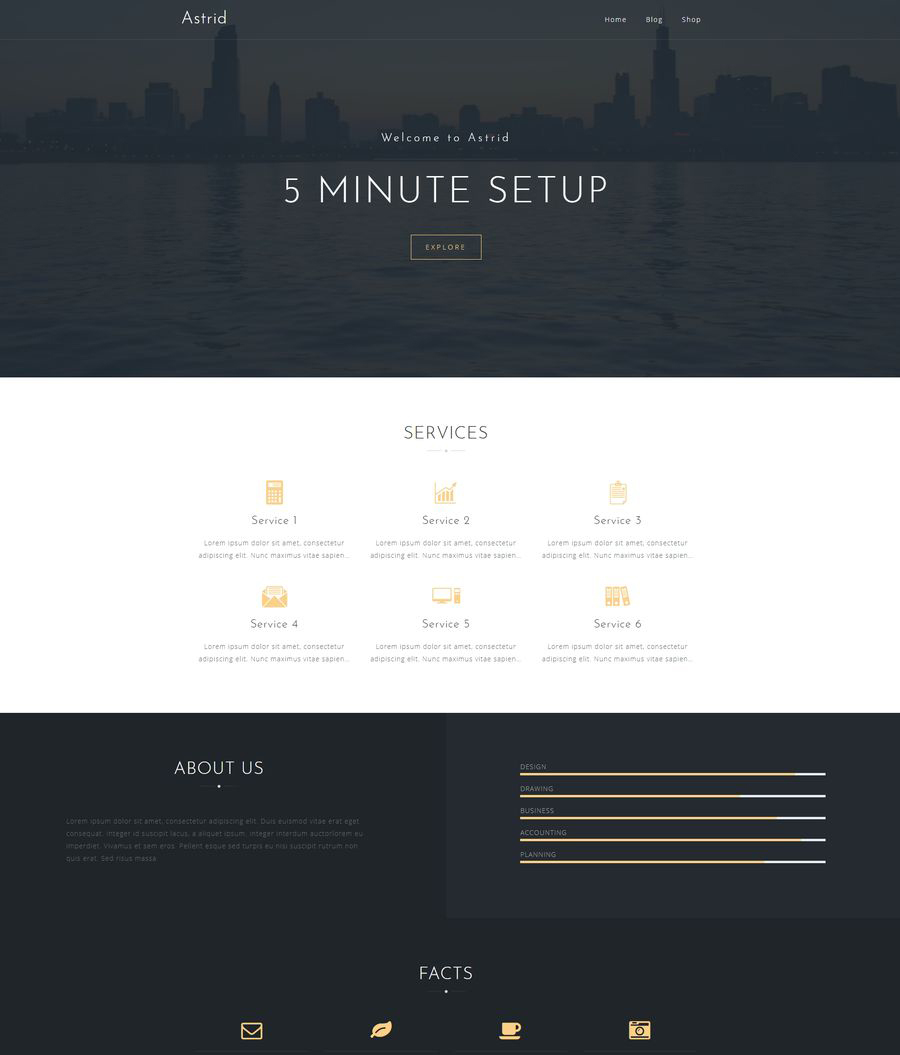 Astrid
Home Blog Shop
Welcome to Astrid
5 MINUTE SETUP
EXPLORE
SERVICES
Service 1
Lorem ipsum dolor sit amet, consectetur
adipiscing elit. Nunc maximus vitae sapien...
Service 2
Lorem ipsum dolor sit amet, consectetur
adipiscing elit. Nunc maximus vitae sapien...
Service 3
Lorem ipsum dolor sit amet, consectetur
adipiscing elit. Nunc maximus vitae sapien...
Service 4
Lorem ipsum dolor sit amet, consectetur
adipiscing elit. Nunc maximus vitae sapien...
Service 5
Lorem ipsum dolor sit amet, consectetur
adipiscing elit. Nunc maximus vitae sapien...
Service 6
Lorem ipsum dolor sit amet, consectetur
adipiscing elit. Nunc maximus vitae sapien...
ABOUT US
Lorem ipsum dolor sit amet, consectetur adipiscing elit. Duis euismod vitae erat eget
consequat. Integer id suscipit lacus, a aliquet ipsum. Integer interdum auctorlorem eu
imperdiet. Vivamus et sem eros. Pellent esque sed turpis eu nisi suscipit rutrum non
quis erat. Sed risus massa
DESIGN
DRAWING
BUSINESS
ACCOUNTING
PLANNING
FACTS